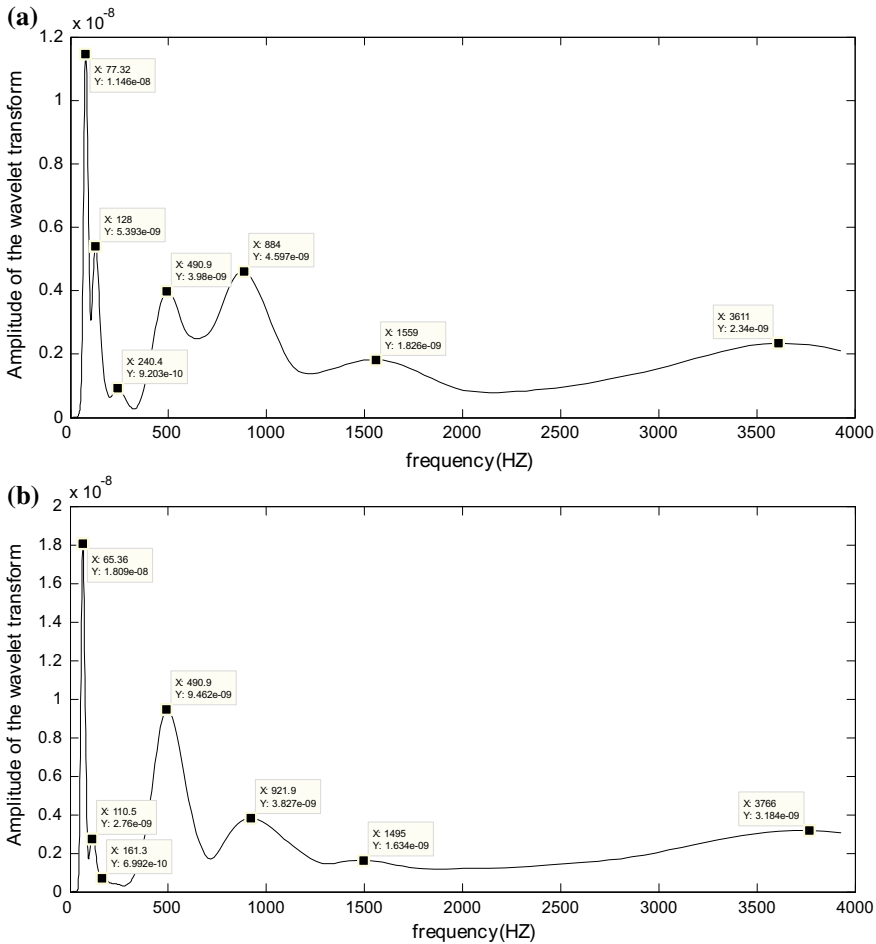 (a)
x 10-8
Amplitude of the wavelet transform
1.2
1
0.8
0.6
0.4
0.2
0
X: 77.32
Y: 1.146e-08
X: 128
Y: 5.393e-09
X: 240.4
Y: 9.203e-10
X: 490.9
Y: 3.98e-09
X: 884
Y: 4.597e-09
X: 1559
Y: 1.826e-09
X: 3611
Y: 2.34e-09
0 500 1000 1500 2000 2500 3000 3500 4000
frequency(HZ)
(b)
x 10-8
Amplitude of the wavelet transform
2
1.8
1.6
1.4
1.2
1
0.8
0.6
0.4
0.2
0
X: 65.36
Y: 1.809e-08
X: 110.5
Y: 2.76e-09
X: 161.3
Y: 6.992e-10
X: 490.9
Y: 9.462e-09
X: 921.9
Y: 3.827e-09
X: 1495
Y: 1.634e-09
X: 3766
Y: 3.184e-09
0 500 1000 1500 2000 2500 3000 3500 4000
frequency(HZ)